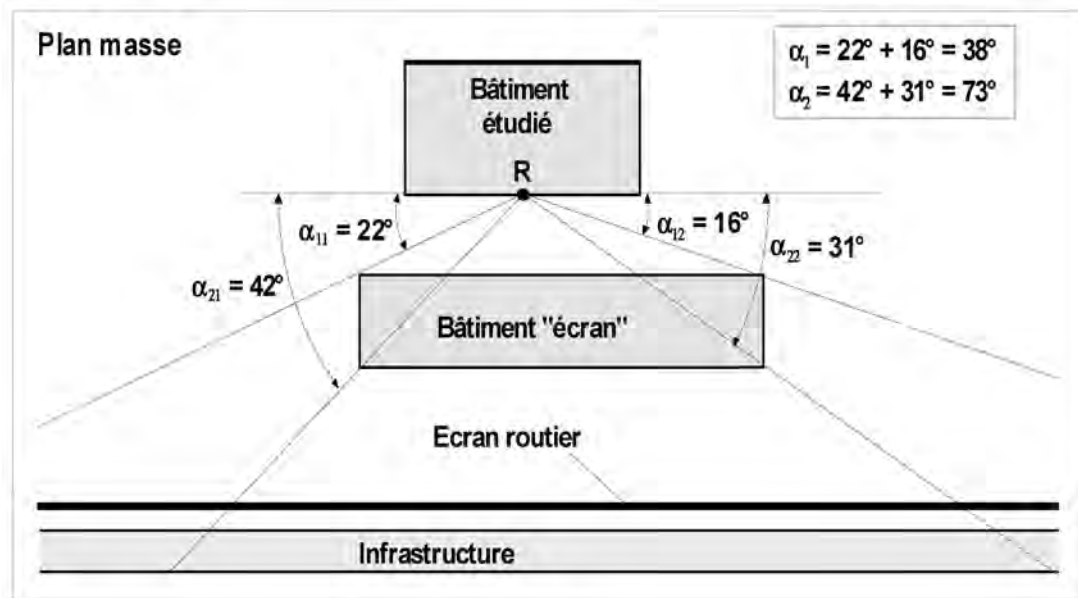 Plan masse
α₁ = 22° + 16° = 38°
α₂ = 42° + 31° = 73°
Bâtiment
étudié
R
α₁₁ = 22°
α₁₂ = 16°
α₂₂ = 31°
α₂₁ = 42°
Bâtiment "écran"
Ecran routier
Infrastructure